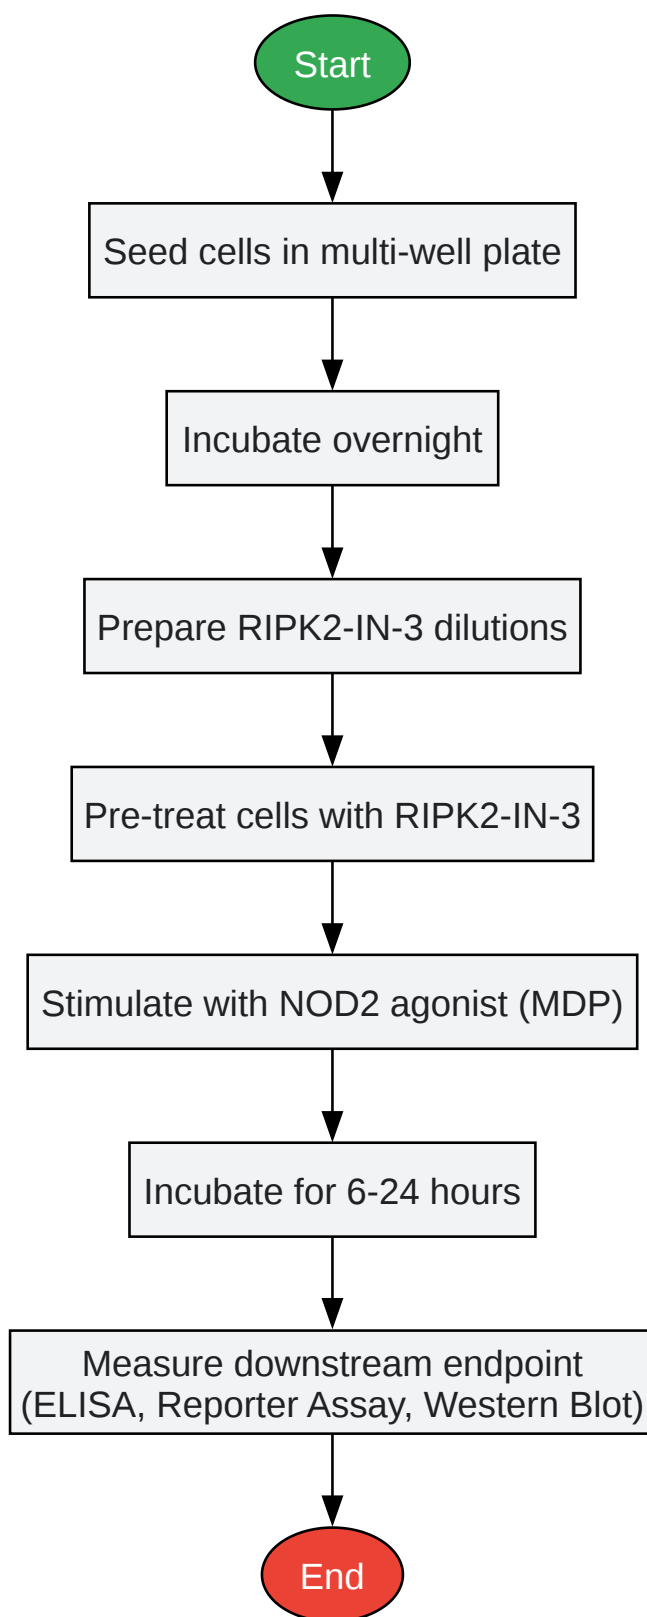 Start
Seed cells in multi-well plate
Incubate overnight
Prepare RIPK2-IN-3 dilutions
Pre-treat cells with RIPK2-IN-3
Stimulate with NOD2 agonist (MDP)
Incubate for 6-24 hours
Measure downstream endpoint
(ELISA, Reporter Assay, Western Blot)
End